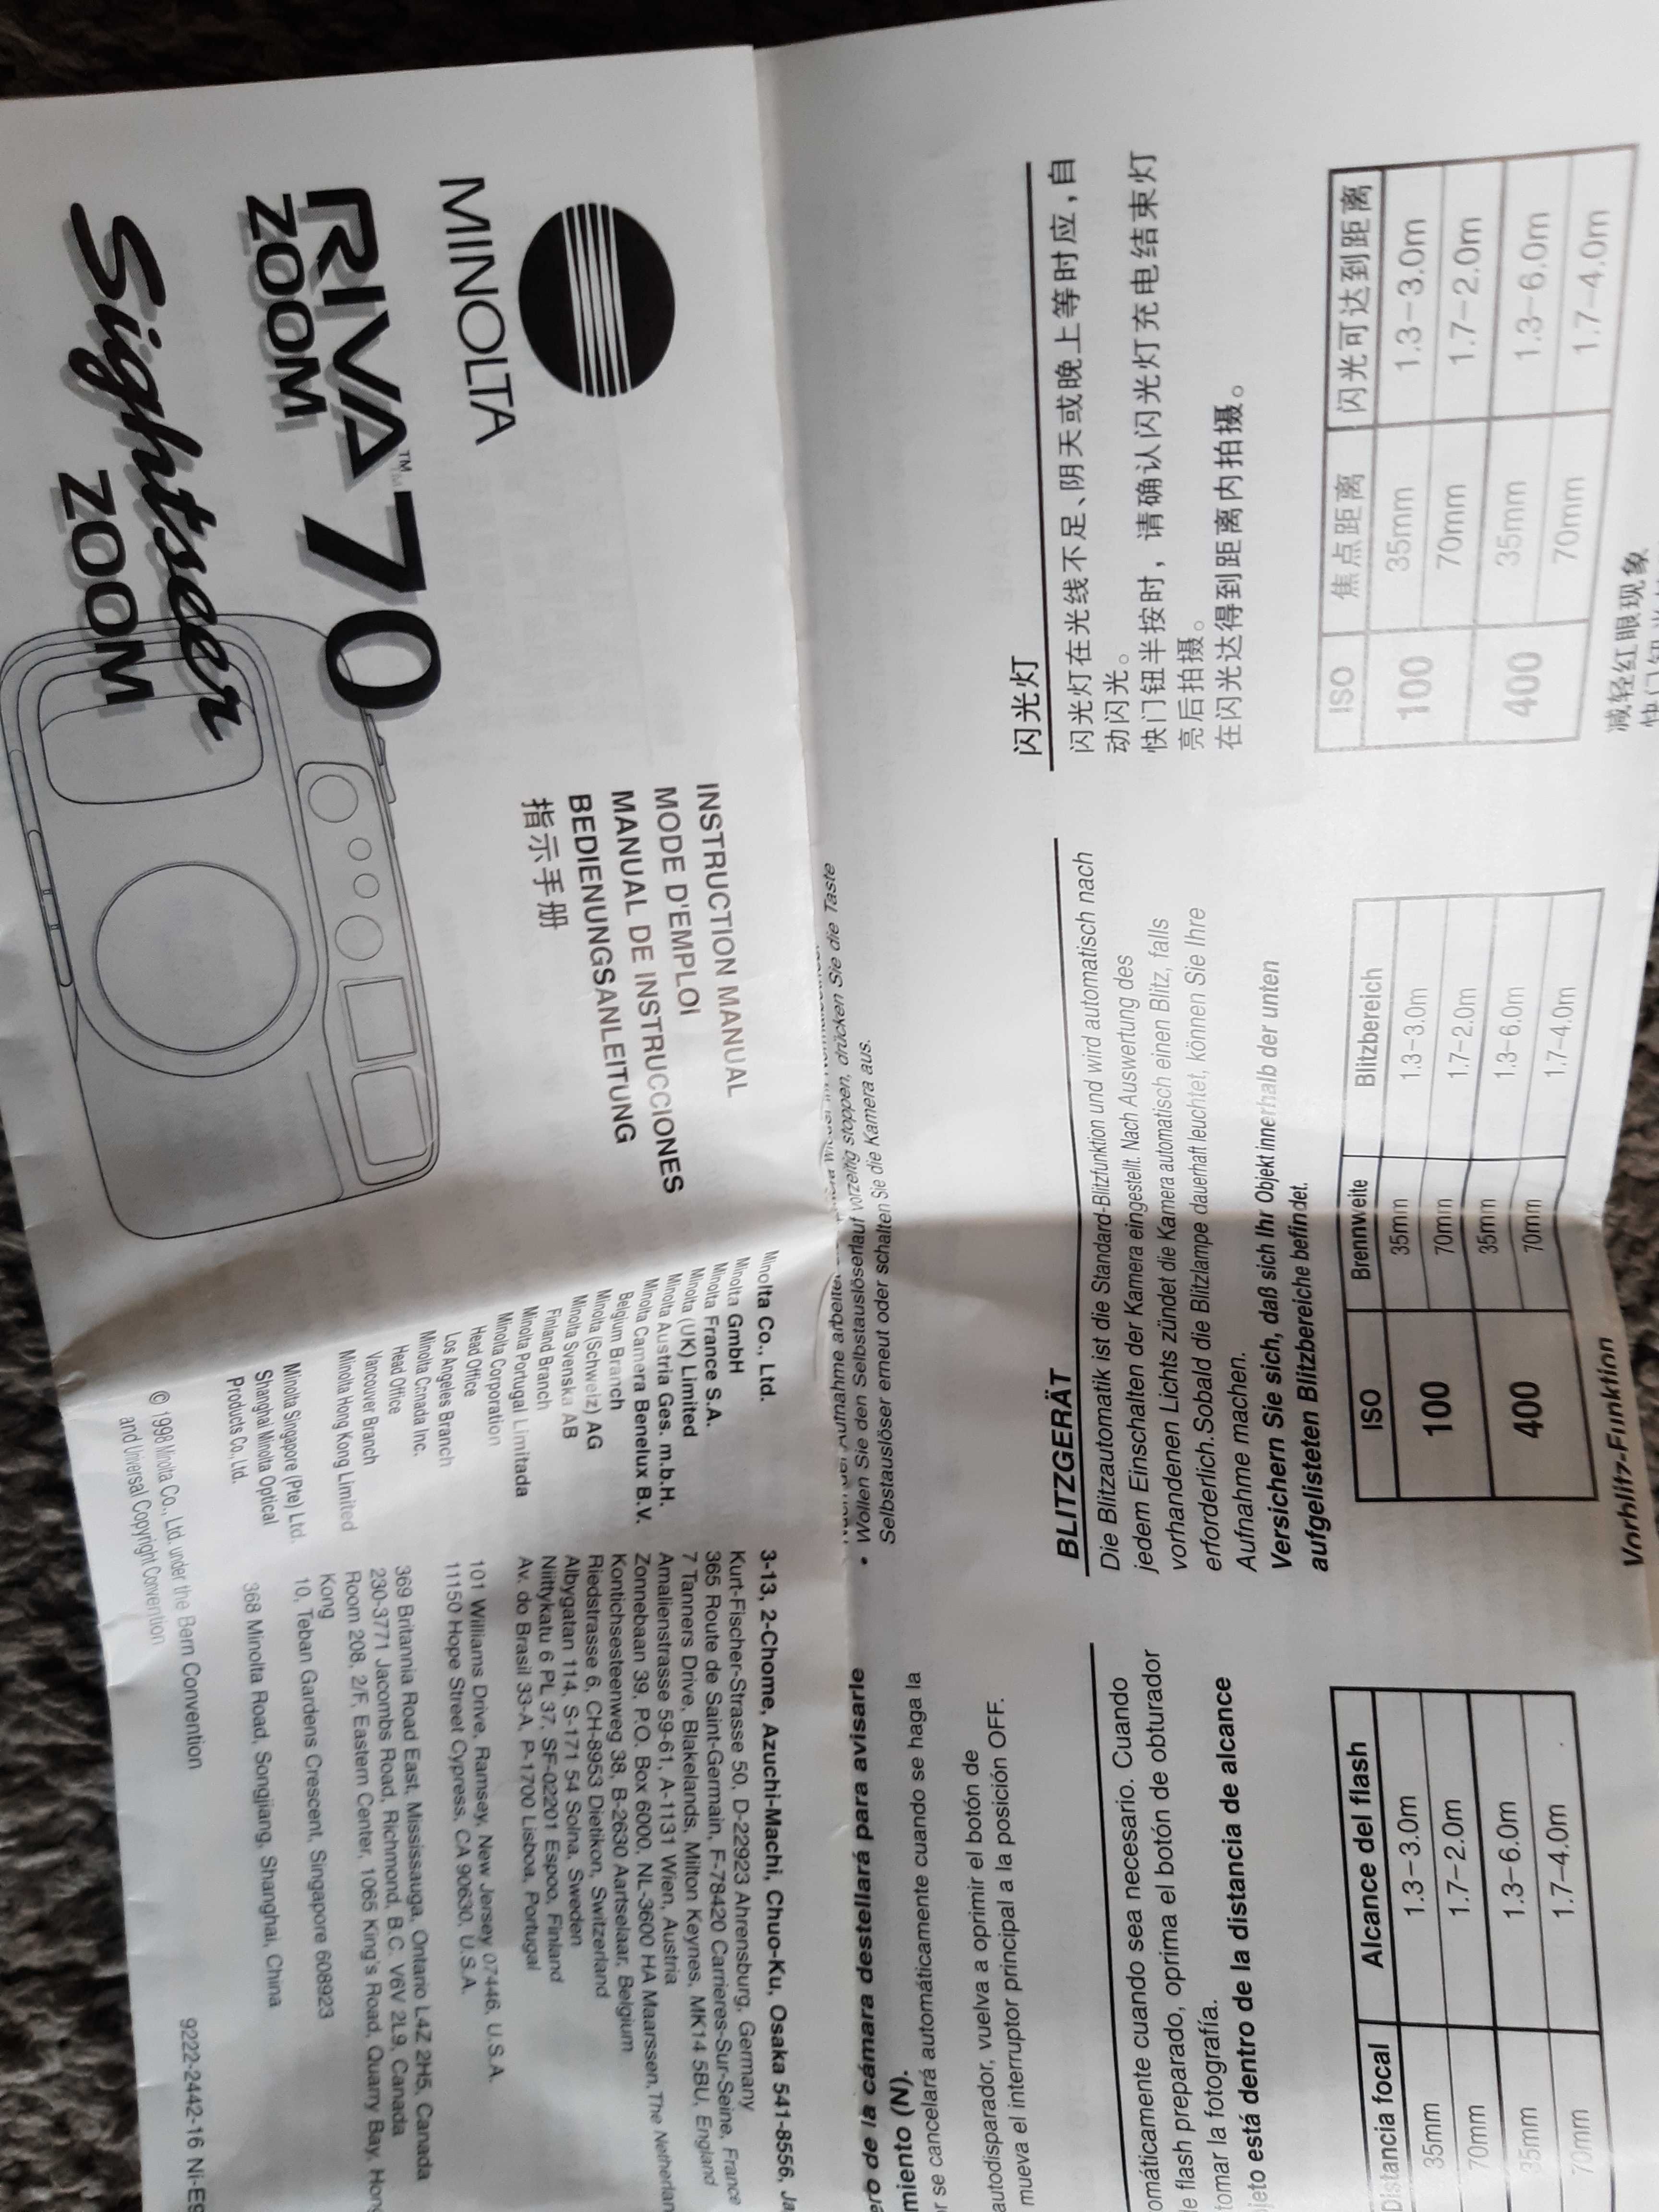 MINOLTA
RIVA™ 70
ZOOM
Sightseer
ZOOM
INSTRUCTION MANUAL
MODE D'EMPLOI
MANUAL DE INSTRUCCIONES
BEDIENUNGSANLEITUNG
指示手册
Minolta Co., Ltd. 3-13, 2-Chome, Azuchi-Machi, Chuo-Ku, Osaka 541-8556,
Minolta GmbH Kurt-Fischer-Strasse 50, D-22923 Ahrensburg, Germany
Minolta France S.A. 365 Route de Saint-Germain, F-78420 Carrieres-Sur-Seine, France
Minolta (UK) Limited 7 Tanners Drive, Blakelands, Milton Keynes, MK14 5BU, England
Minolta Austria Ges. m.b.H. Amalienstrasse 59-61, A-1131 Wien, Austria
Minolta Camera Benelux B.V. Zonnebaan 39, P.O. Box 6000, NL-3600 HA Maarssen, The
Belgium Branch Kontichsesteenweg 38, B-2630 Aartselaar, Belgium
Minolta (Schweiz) AG Riedstrasse 6, CH-8953 Dietikon, Switzerland
Minolta Svenska AB Albygatan 114, S-171 54 Solna, Sweden
Finland Branch Niittykatu 6 PL 37, SF-02201 Espoo, Finland
Minolta Portugal Limitada Av. do Brasil 33-A, P-1700 Lisboa, Portugal
Minolta Corporation
Head Office 101 Williams Drive, Ramsey, New Jersey 07446, U.S.A.
Los Angeles Branch 11150 Hope Street Cypress, CA 90630, U.S.A.
Minolta Canada Inc.
Head Office 369 Britannia Road East, Mississauga, Ontario L4Z 2H5, Canada
Vancouver Branch 230-3771 Jacombs Road, Richmond, B.C. V6V 2L9, Canada
Minolta Hong Kong Limited Room 208, 2/F, Eastern Center, 1065 King's Road, Quarry Bay,
Kong
Minolta Singapore (Pte) Ltd. 10, Teban Gardens Crescent, Singapore 608923
Shanghai Minolta Optical
Products Co., Ltd. 368 Minolta Road, Songjiang, Shanghai, China
© 1998 Minolta Co., Ltd. under the Bern Convention
and Universal Copyright Convention
9222-2442-16
de la cámara destellará para avisarle
(N).
se cancelará automáticamente cuando se haga la
autodisparador, vuelva a oprimir el botón de
mueva el interruptor principal a la posición OFF.
cuando sea necesario. Cuando
flash preparado, oprima el botón de obturador
la fotografía.
está dentro de la distancia de alcance
focal Alcance del flash
35mm 1.3–3.0m
70mm 1.7–2.0m
35mm 1.3–6.0m
70mm 1.7–4.0m
Aufnahme
• Wollen Sie den Selbstauslöserlauf vorzeitig stoppen, drücken Sie die Taste
Selbstauslöser erneut oder schalten Sie die Kamera aus.
BLITZGERÄT
Die Blitzautomatik ist die Standard-Blitzfunktion und wird automatisch nach
jedem Einschalten der Kamera eingestellt. Nach Auswertung des
vorhandenen Lichts zündet die Kamera automatisch einen Blitz, falls
erforderlich.Sobald die Blitzlampe dauerhaft leuchtet, können Sie Ihre
Aufnahme machen.
Versichern Sie sich, daß sich Ihr Objekt innerhalb der unten
aufgelisteten Blitzbereiche befindet.
ISO Brennweite Blitzbereich
100 35mm 1.3–3.0m
70mm 1.7–2.0m
400 35mm 1.3–6.0m
70mm 1.7–4.0m
Vorblitz-Funktion
闪光灯
闪光灯在光线不足、阴天或晚上等时应，自
动闪光。
快门钮半按时，请确认闪光灯充电结束灯
亮后拍摄。
在闪光达得到距离内拍摄。
ISO 焦点距离 闪光可达到距离
100 35mm 1.3–3.0m
70mm 1.7–2.0m
400 35mm 1.3–6.0m
70mm 1.7–4.0m
减轻红眼现象